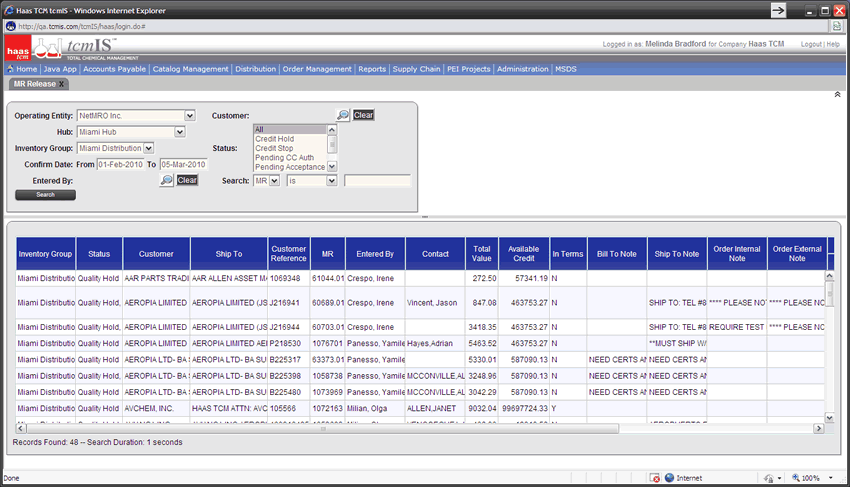 Haas TCM tcmIS - Windows Internet Explorer
http://qa.tcmis.com/tcmIS/haas/login.do#
haas tcm tcmIS™ TOTAL CHEMICAL MANAGEMENT
Logged in as: Melinda Bradford for Company Haas TCM Logout | Help
Home Java App Accounts Payable Catalog Management Distribution Order Management Reports Supply Chain PEI Projects Administration MSDS
MR Release X
Operating Entity: NetMRO Inc. Customer: Clear
Hub: Miami Hub
Inventory Group: Miami Distribution Status: All
Credit Hold
Credit Stop
Pending CC Auth
Pending Acceptance
Confirm Date: From 01-Feb-2010 To 05-Mar-2010
Entered By: Clear Search: MR is
Search
Inventory Group Status Customer Ship To Customer Reference MR Entered By Contact Total Value Available Credit In Terms Bill To Note Ship To Note Order Internal Note Order External Note
Miami Distributio Quality Hold AAR PARTS TRADI AAR ALLEN ASSET M 1069348 61044.01 Crespo, Irene 272.50 57341.19 N
Miami Distributio Quality Hold, AEROPIA LIMITED AEROPIA LIMITED (JS J216941 60689.01 Crespo, Irene Vincent, Jason 847.08 463753.27 N SHIP TO: TEL #8 **** PLEASE NO **** PLEASE NO
Miami Distributio Quality Hold AEROPIA LIMITED AEROPIA LIMITED (JS J216944 60703.01 Crespo, Irene 3418.35 463753.27 N SHIP TO: TEL #8 REQUIRE TEST **** PLEASE NO
Miami Distributio Quality Hold AEROPIA LIMITED AEROPIA LIMITED AEI P218530 1076701 Panesso, Yamile Hayes,Adrian 5463.52 463753.27 N **MUST SHIP W/
Miami Distributio Quality Hold, AEROPIA LTD- BA AEROPIA LTD- BA SU B225317 63373.01 Panesso, Yamile 5330.01 587090.13 N NEED CERTS AN NEED CERTS AN
Miami Distributio Quality Hold, AEROPIA LTD- BA AEROPIA LTD- BA SU B225398 1058738 Panesso, Yamile MCCONVILLE,AL 3248.96 587090.13 N NEED CERTS AN NEED CERTS AN
Miami Distributio Quality Hold, AEROPIA LTD- BA AEROPIA LTD- BA SU B225480 1073969 Panesso, Yamile MCCONVILLE,AL 3042.29 587090.13 N NEED CERTS AN NEED CERTS AN
Miami Distributio Quality Hold AVCHEM, INC. HAAS TCM ATTN: AVC 105566 1072163 Milian, Olga ALLEN,JANET 9032.04 99697724.33 Y
Records Found: 48 -- Search Duration: 1 seconds
Done Internet 100%